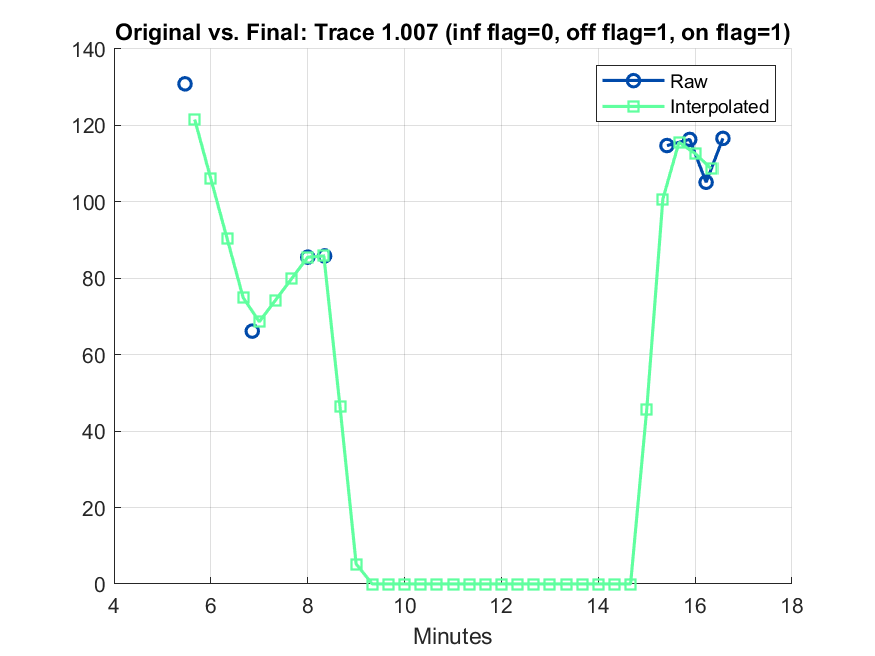 Original vs. Final: Trace 1.007 (inf flag=0, off flag=1, on flag=1)
140
120
100
80
60
40
20
0
Raw
Interpolated
4 6 8 10 12 14 16 18
Minutes